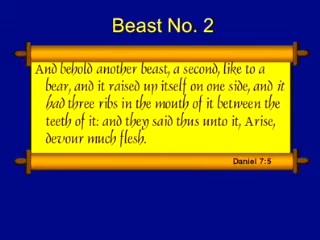 Beast No. 2
And behold another beast, a second, like to a
bear, and it raised up itself on one side, and it
had three ribs in the mouth of it between the
teeth of it: and they said thus unto it, Arise,
devour much flesh.
Daniel 7:5